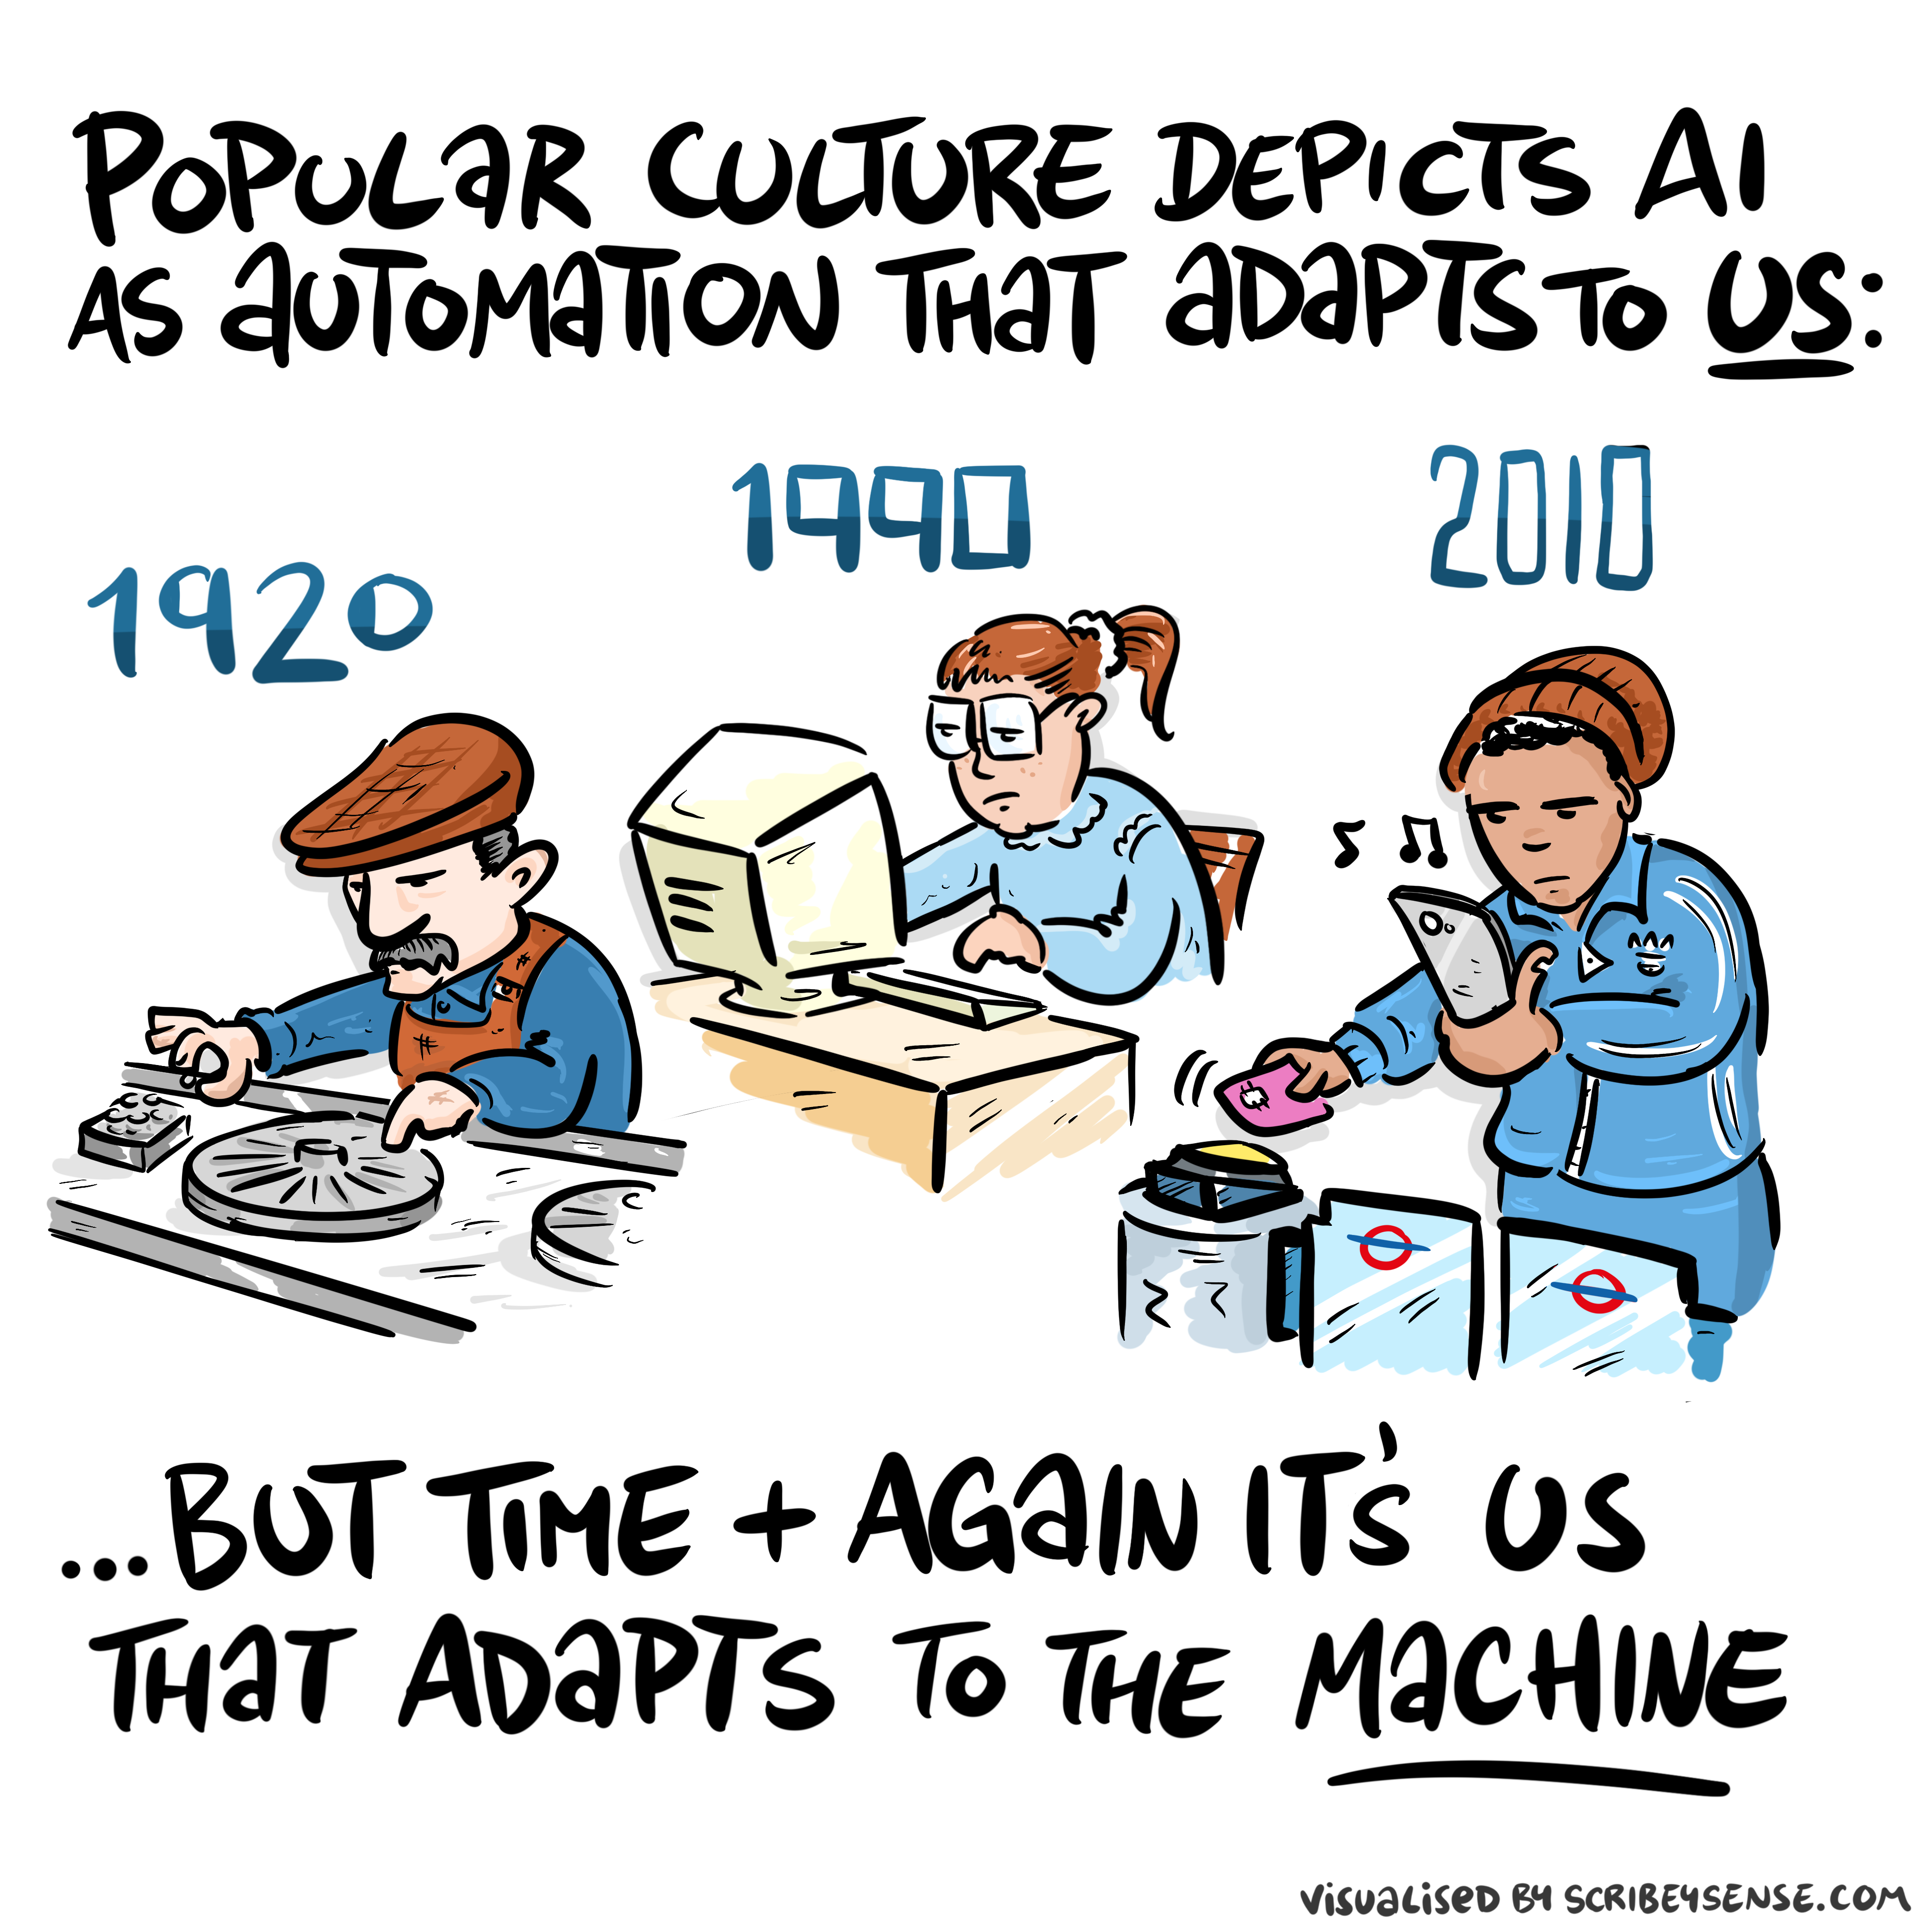 POPULAR CULTURE DEPICTS AI
AS AUTOMATION THAT ADAPTS TO US:
1920
1990
2010
...BUT TIME + AGAIN IT'S US
THAT ADAPTS TO THE MACHINE
VISUALISED BY SCRIBEYSENSE.COM